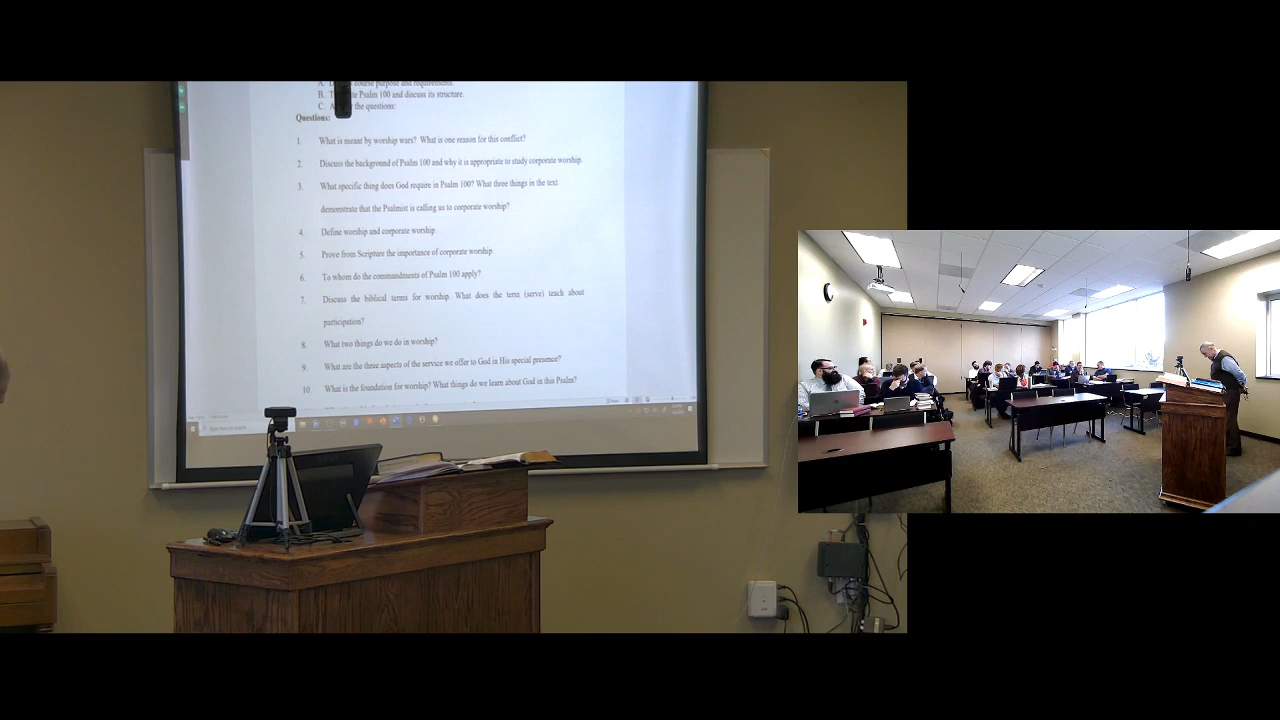 course purpose and requirements.
B. Psalm 100 and discuss its structure.
C. the questions:
Questions:
1. What is meant by worship wars? What is one reason for this conflict?
2. Discuss the background of Psalm 100 and why it is appropriate to study corporate worship.
3. What specific thing does God require in Psalm 100? What three things in the text
demonstrate that the Psalmist is calling us to corporate worship?
4. Define worship and corporate worship.
5. Prove from Scripture the importance of corporate worship.
6. To whom do the commandments of Psalm 100 apply?
7. Discuss the biblical terms for worship. What does the term (serve) teach about
participation?
8. What two things do we do in worship?
9. What are the three aspects of the service we offer to God in His special presence?
10. What is the foundation for worship? What things do we learn about God in this Psalm?